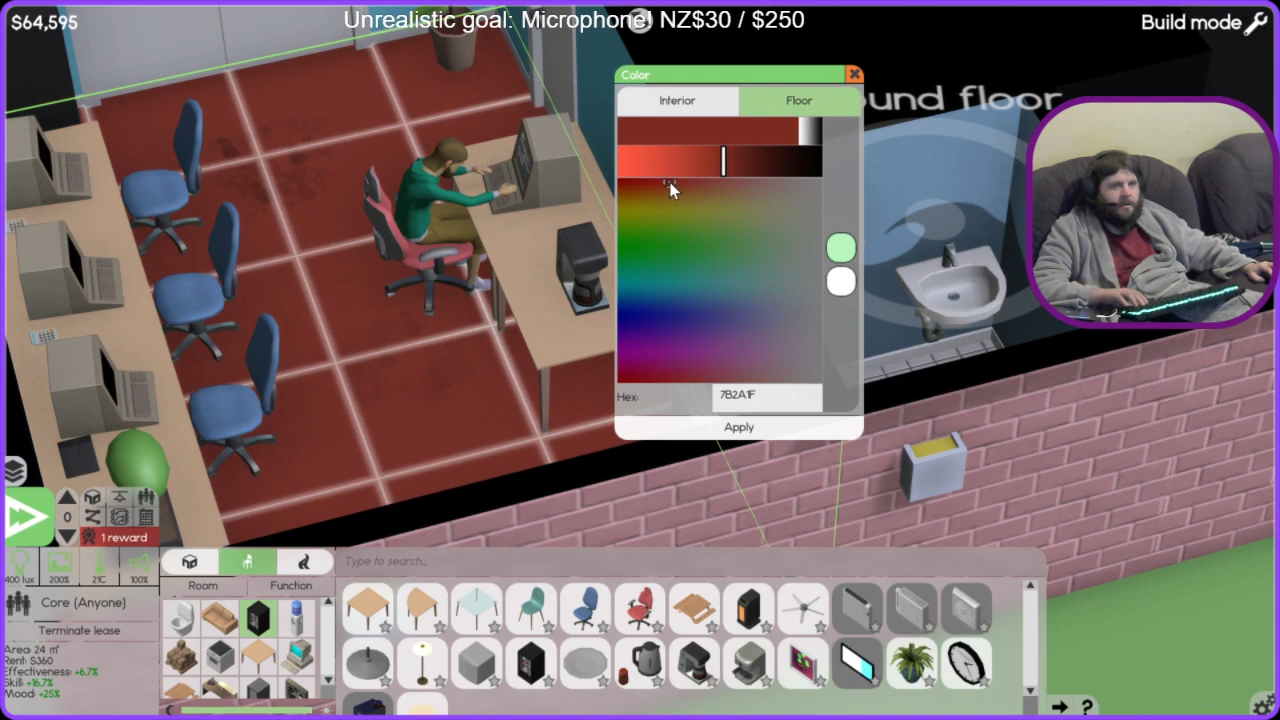 $64,595
Unrealistic goal: Microphone! NZ$30 / $250
Build mode
Color
Interior
Floor
und floor
Hex:
7B2A1F
Apply
0
1 reward
400 lux
200%
21C
100%
Room
Function
Type to search...
Core (Anyone)
Terminate lease
Area: 24 m²
Rent: $360
Effectiveness: +6.7%
Skill: +16.7%
Mood: +25%
?